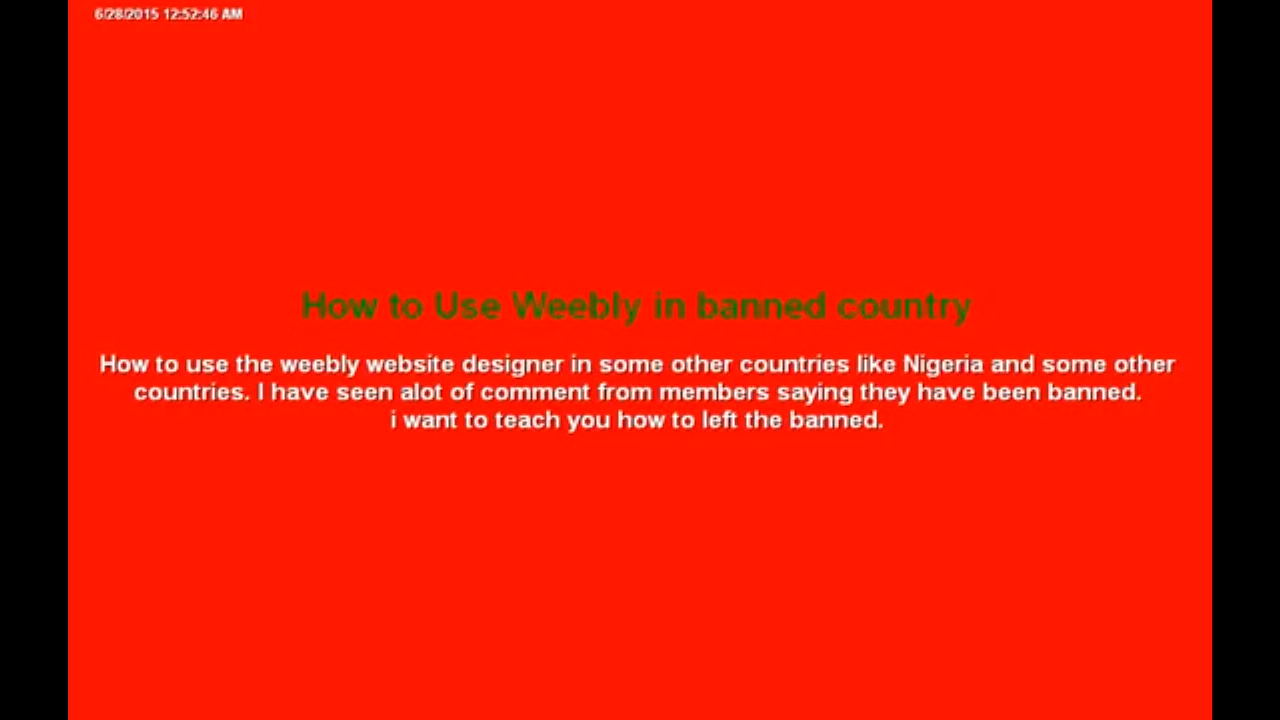 6/28/2015 12:52:46 AM
How to Use Weebly in banned country
How to use the weebly website designer in some other countries like Nigeria and some other
countries. I have seen alot of comment from members saying they have been banned.
i want to teach you how to left the banned.